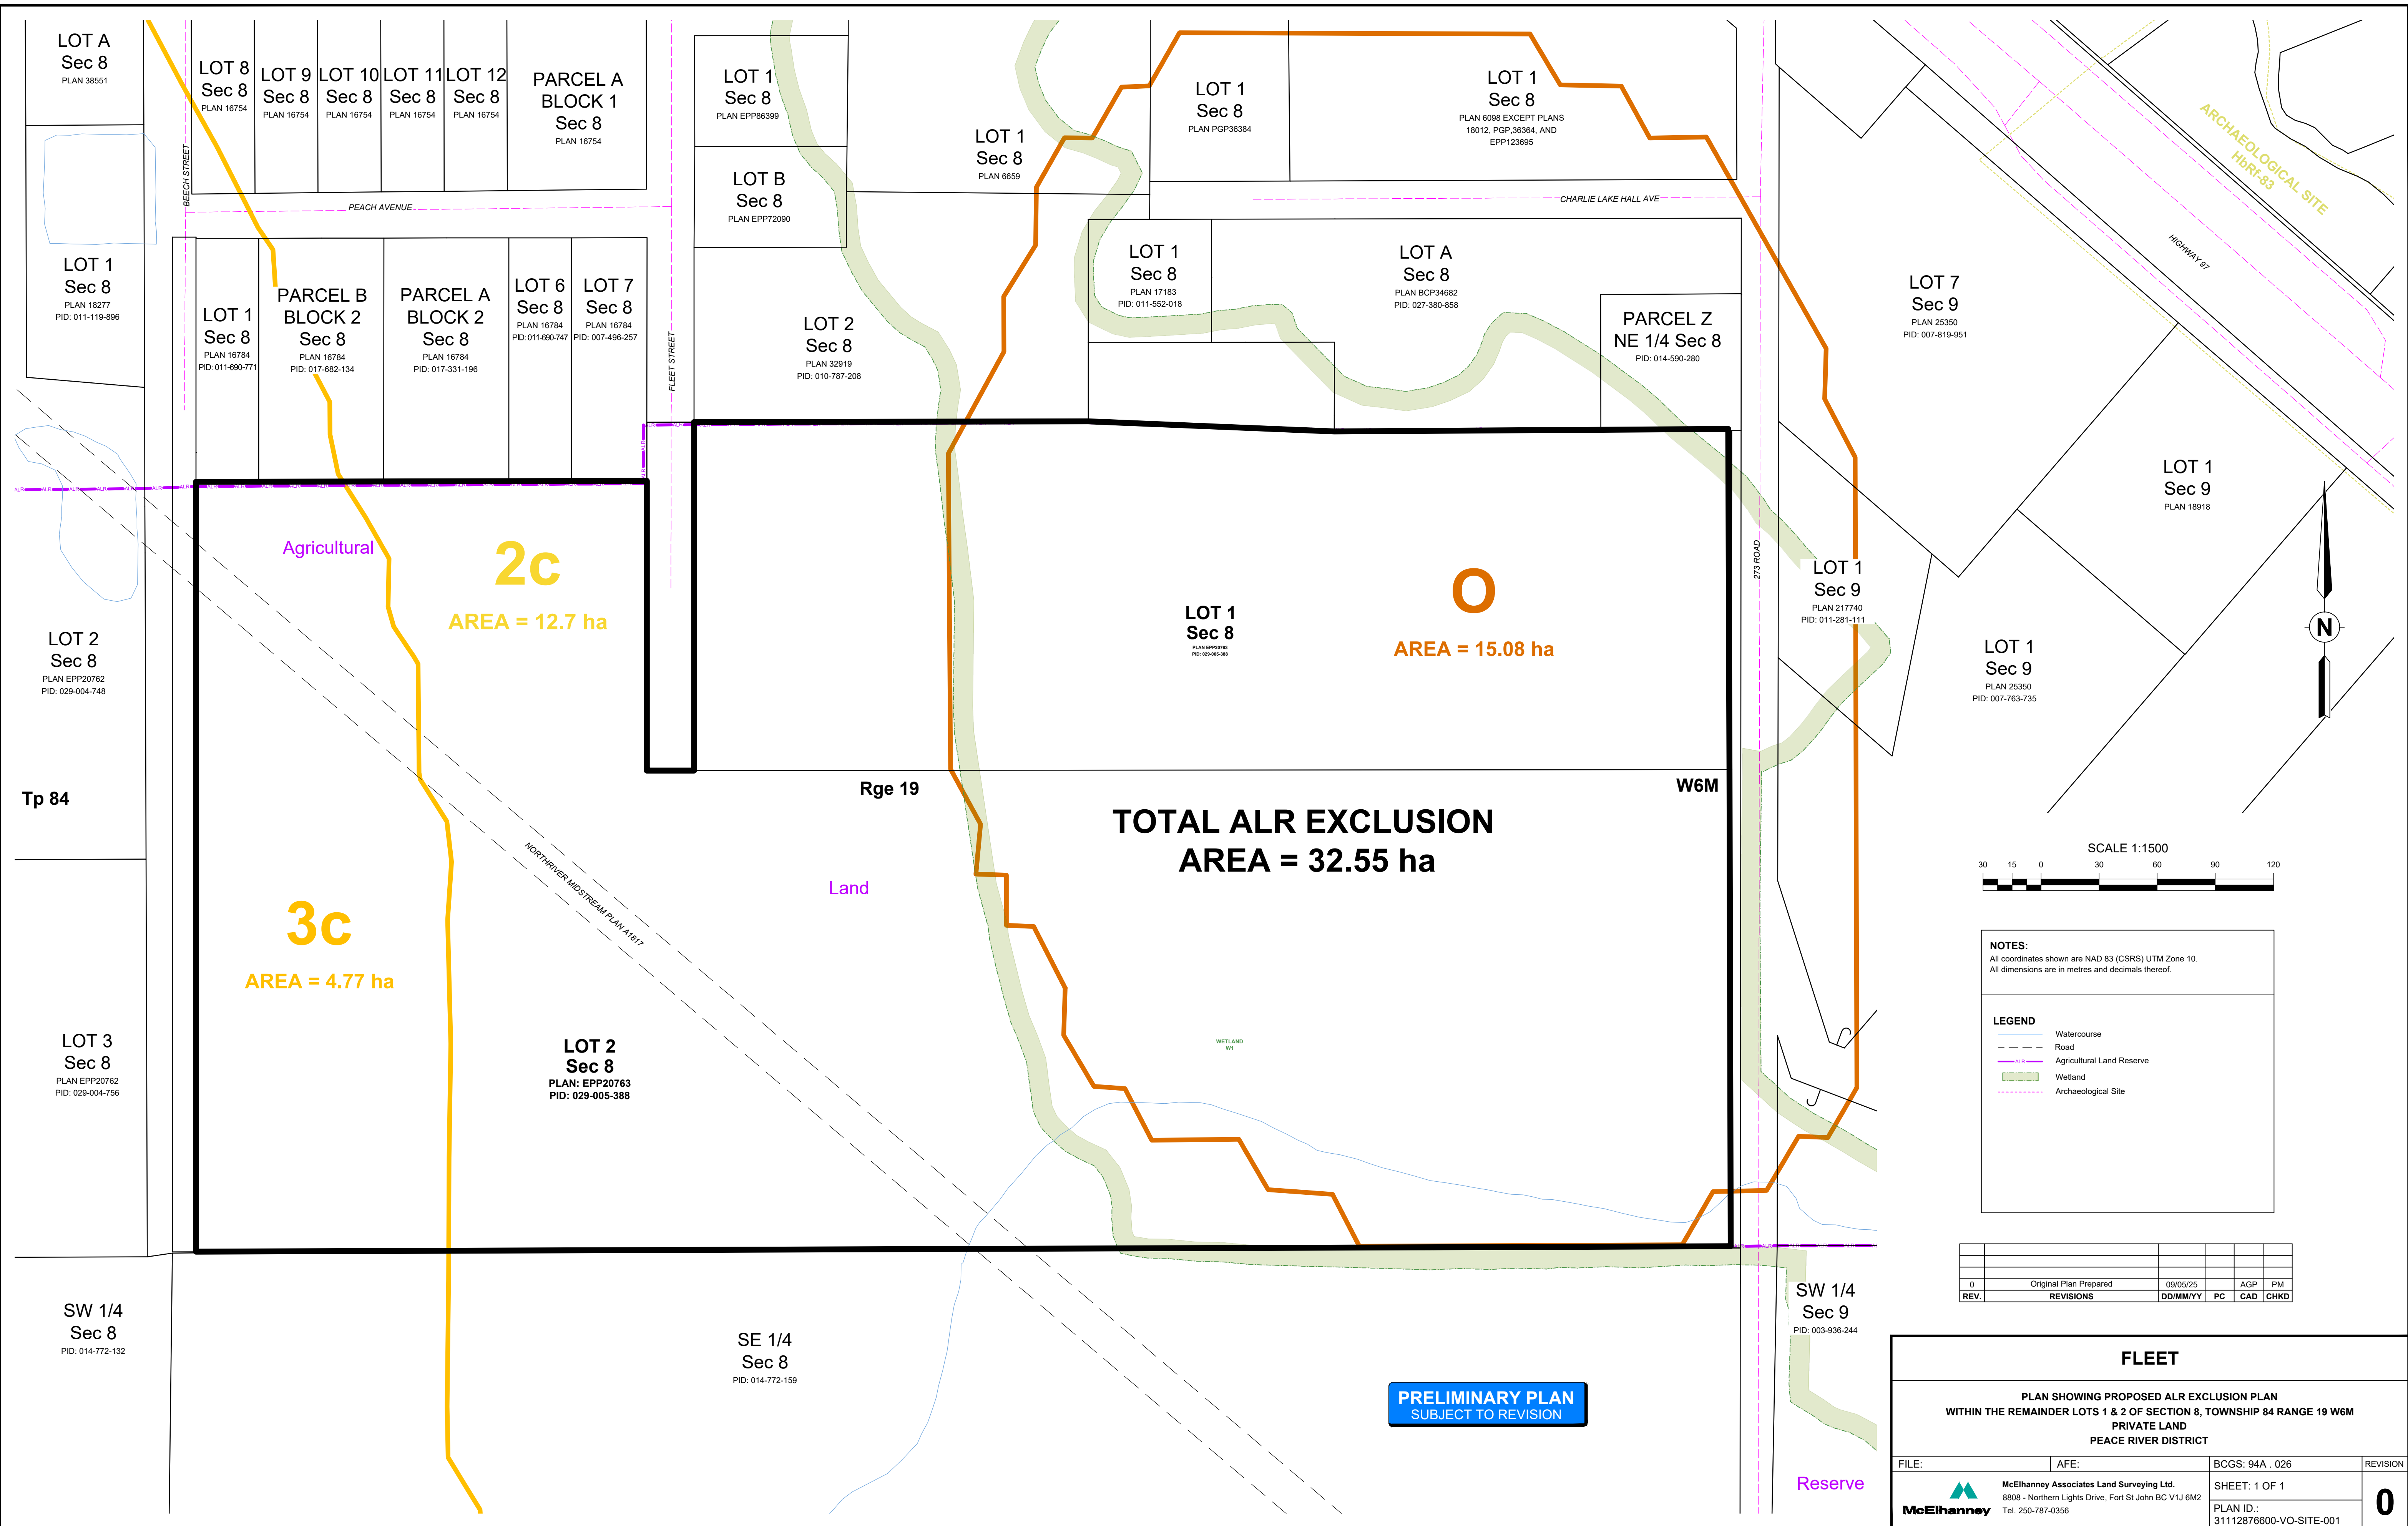 LOT A
Sec 8
PLAN 38551
LOT 8
Sec 8
PLAN 16754
LOT 9
Sec 8
PLAN 16754
LOT 10
Sec 8
PLAN 16754
LOT 11
Sec 8
PLAN 16754
LOT 12
Sec 8
PLAN 16754
PARCEL A
BLOCK 1
Sec 8
PLAN 16754
LOT 1
Sec 8
PLAN EPP86399
LOT B
Sec 8
PLAN EPP72090
LOT 1
Sec 8
PLAN 6659
LOT 1
Sec 8
PLAN PGP36384
LOT 1
Sec 8
PLAN 6098 EXCEPT PLANS
18012, PGP,36364, AND
EPP123695
ARCHAEOLOGICAL SITE
HbRf-83
HIGHWAY 97
BEECH STREET
PEACH AVENUE
CHARLIE LAKE HALL AVE
LOT 1
Sec 8
PLAN 18277
PID: 011-119-896
LOT 1
Sec 8
PLAN 16784
PID: 011-690-771
PARCEL B
BLOCK 2
Sec 8
PLAN 16784
PID: 017-682-134
PARCEL A
BLOCK 2
Sec 8
PLAN 16784
PID: 017-331-196
LOT 6
Sec 8
PLAN 16784
PID: 011-690-747
LOT 7
Sec 8
PLAN 16784
PID: 007-496-257
FLEET STREET
LOT 2
Sec 8
PLAN 32919
PID: 010-787-208
LOT 1
Sec 8
PLAN 17183
PID: 011-552-018
LOT A
Sec 8
PLAN BCP34682
PID: 027-380-858
PARCEL Z
NE 1/4 Sec 8
PID: 014-590-280
LOT 7
Sec 9
PLAN 25350
PID: 007-819-951
LOT 1
Sec 9
PLAN 18918
273 ROAD
LOT 1
Sec 9
PLAN 217740
PID: 011-281-111
LOT 1
Sec 9
PLAN 25350
PID: 007-763-735
N
Agricultural
2c
AREA = 12.7 ha
LOT 1
Sec 8
PLAN EPP20763
PID: 029-005-388
O
AREA = 15.08 ha
LOT 2
Sec 8
PLAN EPP20762
PID: 029-004-748
Tp 84
Rge 19
W6M
TOTAL ALR EXCLUSION
AREA = 32.55 ha
NORTHRIVER MIDSTREAM PLAN A1817
Land
3c
AREA = 4.77 ha
LOT 3
Sec 8
PLAN EPP20762
PID: 029-004-756
LOT 2
Sec 8
PLAN: EPP20763
PID: 029-005-388
WETLAND
W1
SW 1/4
Sec 8
PID: 014-772-132
SE 1/4
Sec 8
PID: 014-772-159
SW 1/4
Sec 9
PID: 003-936-244
Reserve
PRELIMINARY PLAN
SUBJECT TO REVISION
SCALE 1:1500
30 15 0 30 60 90 120
NOTES:
All coordinates shown are NAD 83 (CSRS) UTM Zone 10.
All dimensions are in metres and decimals thereof.
LEGEND
Watercourse
Road
ALR Agricultural Land Reserve
Wetland
Archaeological Site
0 Original Plan Prepared 09/05/25 AGP PM
REV. REVISIONS DD/MM/YY PC CAD CHKD
FLEET
PLAN SHOWING PROPOSED ALR EXCLUSION PLAN
WITHIN THE REMAINDER LOTS 1 & 2 OF SECTION 8, TOWNSHIP 84 RANGE 19 W6M
PRIVATE LAND
PEACE RIVER DISTRICT
FILE: AFE: BCGS: 94A . 026 REVISION
McElhanney
McElhanney Associates Land Surveying Ltd.
8808 - Northern Lights Drive, Fort St John BC V1J 6M2
Tel. 250-787-0356
SHEET: 1 OF 1
PLAN ID.:
31112876600-VO-SITE-001
0